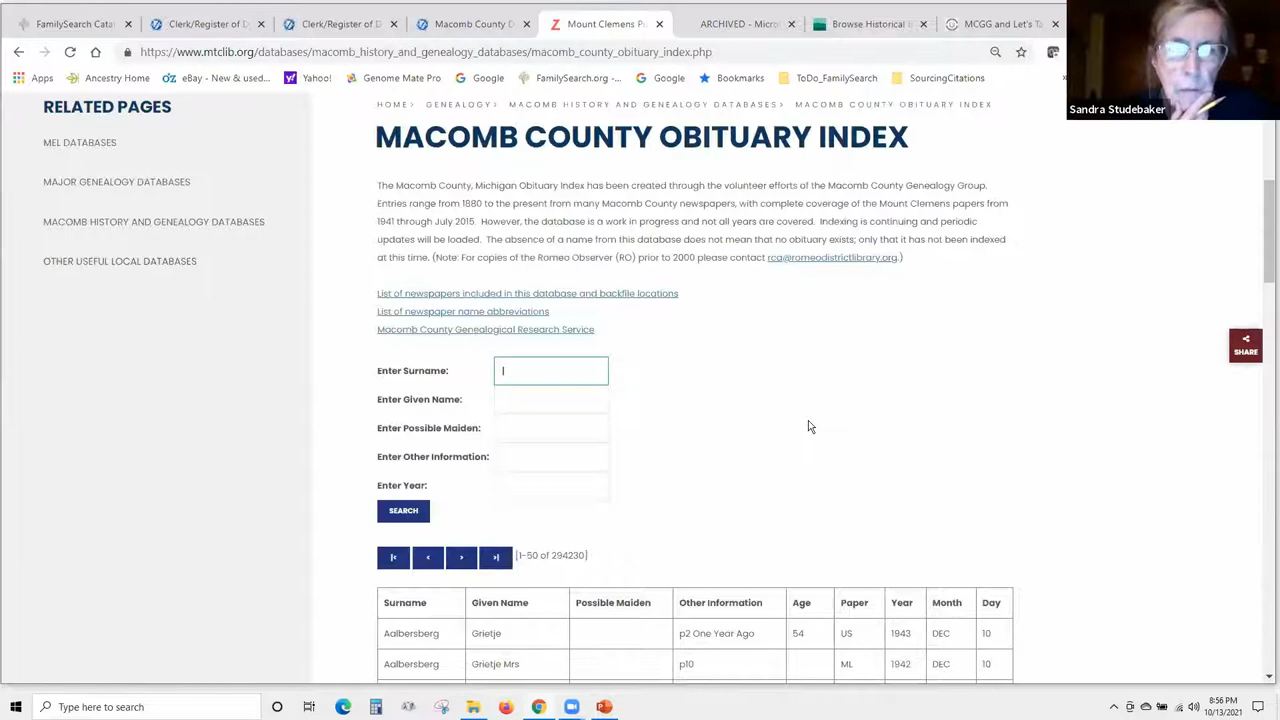 FamilySearch Cata
Clerk/Register of D
Clerk/Register of D
Macomb County D
Mount Clemens P
ARCHIVED - Micro
Browse Historical
MCGG and Let's Ta
https://www.mtclib.org/databases/macomb_history_and_genealogy_databases/macomb_county_obituary_index.php
Apps
Ancestry Home
eBay - New & used...
Yahoo!
Genome Mate Pro
Google
FamilySearch.org -...
Google
Bookmarks
ToDo_FamilySearch
SourcingCitations
Sandra Studebaker
RELATED PAGES
MEL DATABASES
MAJOR GENEALOGY DATABASES
MACOMB HISTORY AND GENEALOGY DATABASES
OTHER USEFUL LOCAL DATABASES
HOME> GENEALOGY> MACOMB HISTORY AND GENEALOGY DATABASES> MACOMB COUNTY OBITUARY INDEX
MACOMB COUNTY OBITUARY INDEX
The Macomb County, Michigan Obituary Index has been created through the volunteer efforts of the Macomb County Genealogy Group.
Entries range from 1880 to the present from many Macomb County newspapers, with complete coverage of the Mount Clemens papers from
1941 through July 2015 However, the database is a work in progress and not all years are covered. Indexing is continuing and periodic
updates will be loaded. The absence of a name from this database does not mean that no obituary exists; only that it has not been indexed
at this time. (Note: For copies of the Romeo Observer (RO) prior to 2000 please contact rca@romeodistrictlibrary.org.)
List of newspapers included in this database and backfile locations
List of newspaper name abbreviations
Macomb County Genealogical Research Service
Enter Surname:
Enter Given Name:
Enter Possible Maiden:
Enter Other Information:
Enter Year:
SEARCH
SHARE
|< < > >| [1-50 of 294230]
Surname Given Name Possible Maiden Other Information Age Paper Year Month Day
Aalbersberg Grietje p2 One Year Ago 54 US 1943 DEC 10
Aalbersberg Grietje Mrs p10 ML 1942 DEC 10
Type here to search
8:56 PM
10/13/2021